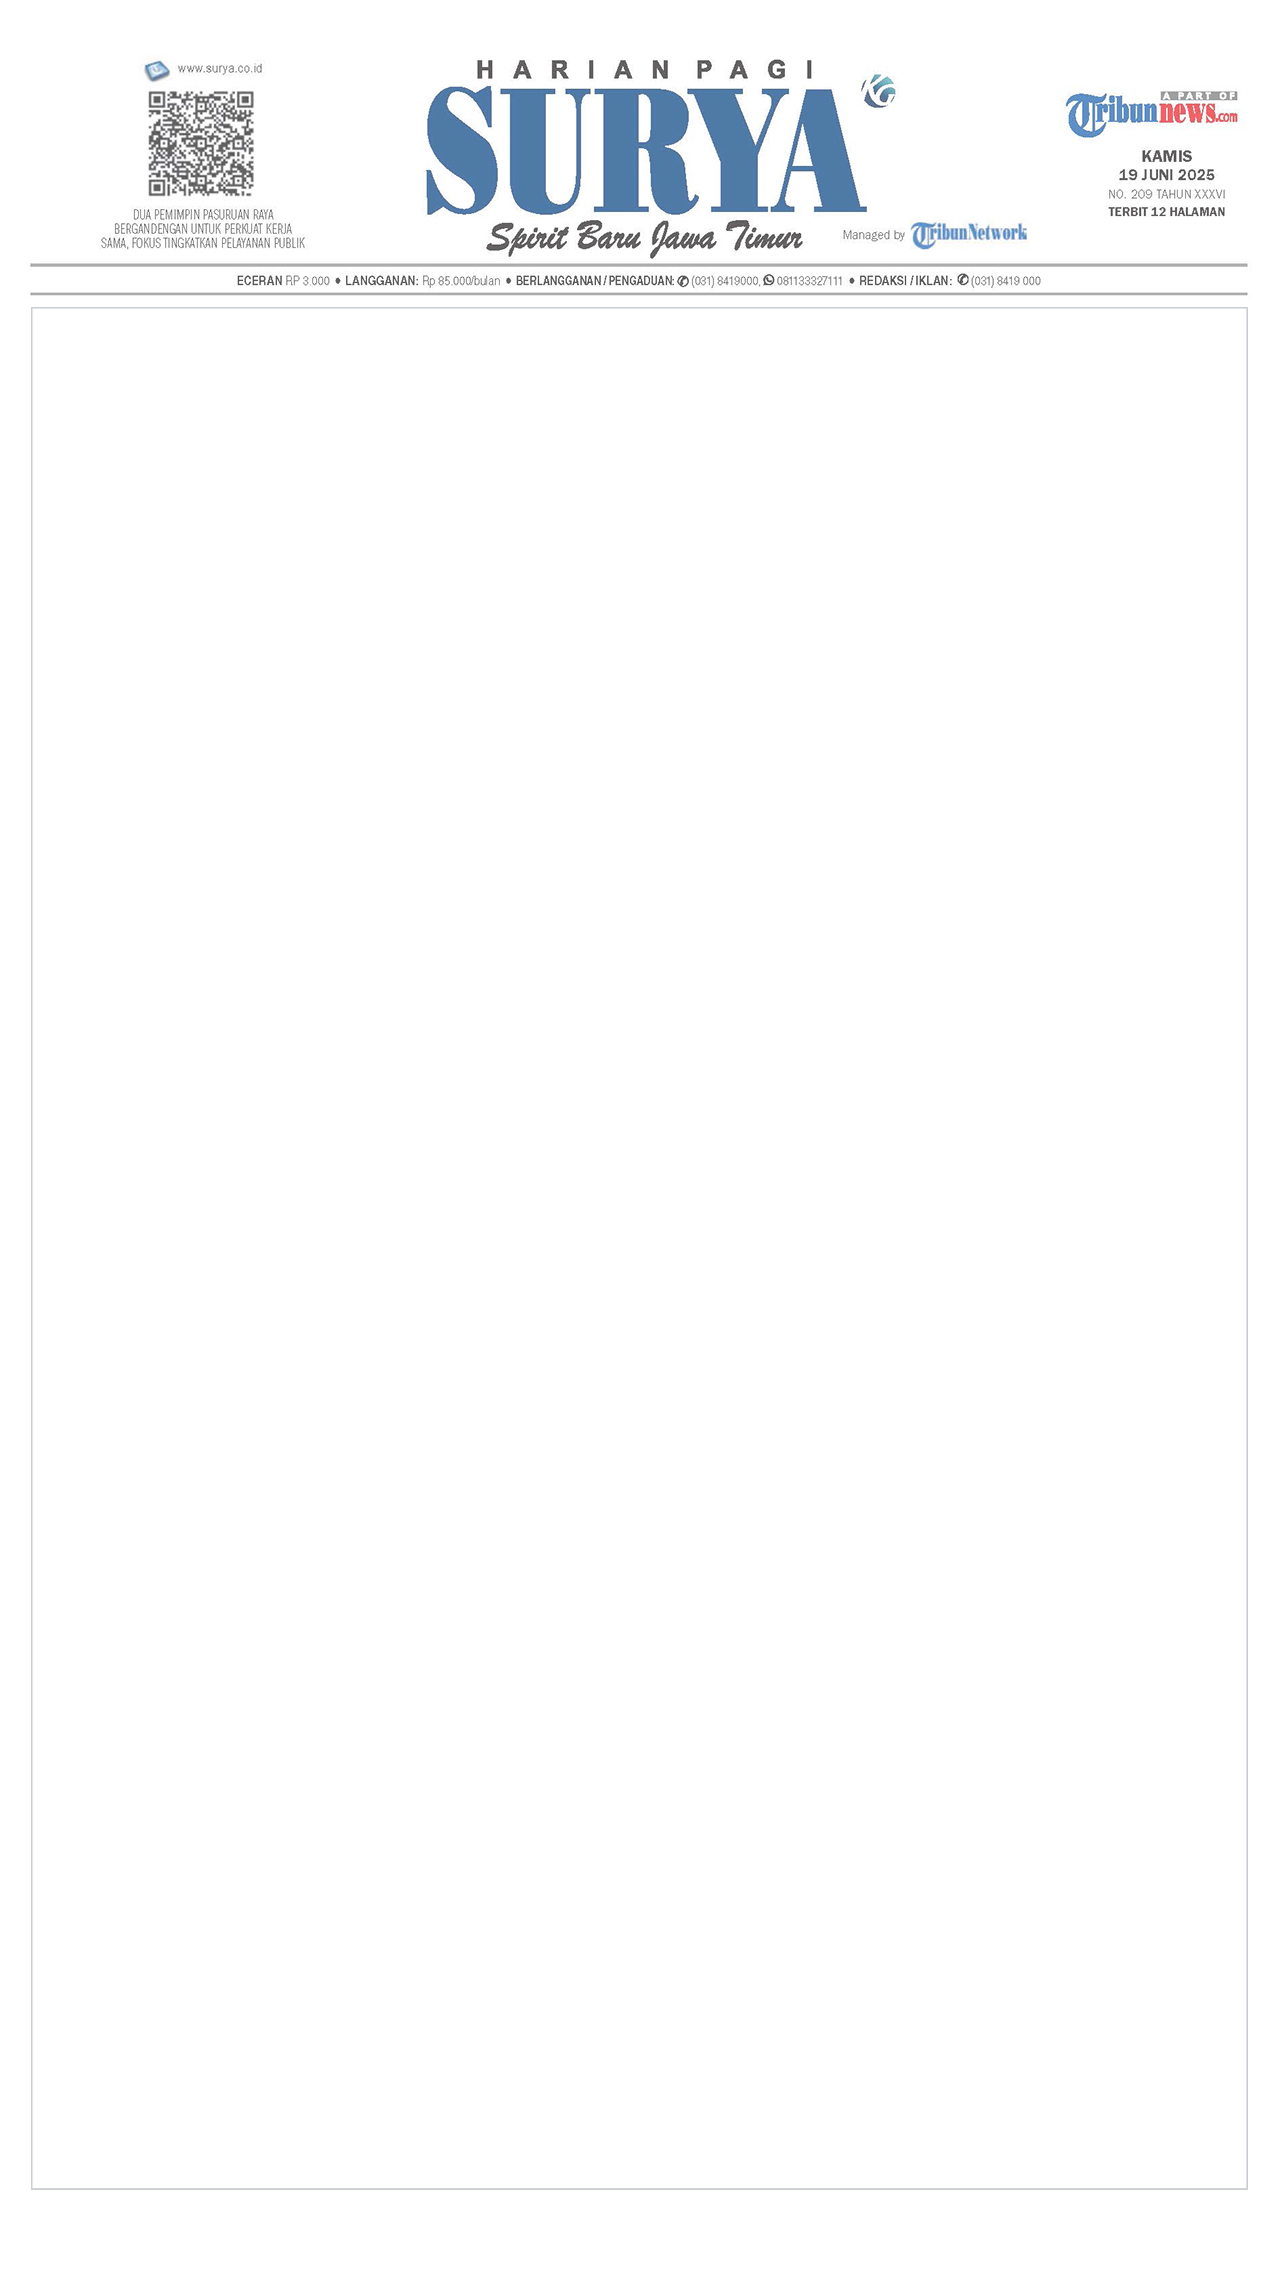 www.surya.co.id
DUA PEMIMPIN PASURUAN RAYA
BERGANDENGAN UNTUK PERKUAT KERJA
SAMA, FOKUS TINGKATKAN PELAYANAN PUBLIK
HARIAN PAGI
SURYA
KG
Spirit Baru Jawa Timur
Managed by TribunNetwork
A PART OF
Tribunnews.com
KAMIS
19 JUNI 2025
NO. 209 TAHUN XXXVI
TERBIT 12 HALAMAN
ECERAN RP 3.000 ● LANGGANAN: Rp 85.000/bulan ● BERLANGGANAN / PENGADUAN: (031) 8419000, 081133327111 ● REDAKSI / IKLAN: (031) 8419 000